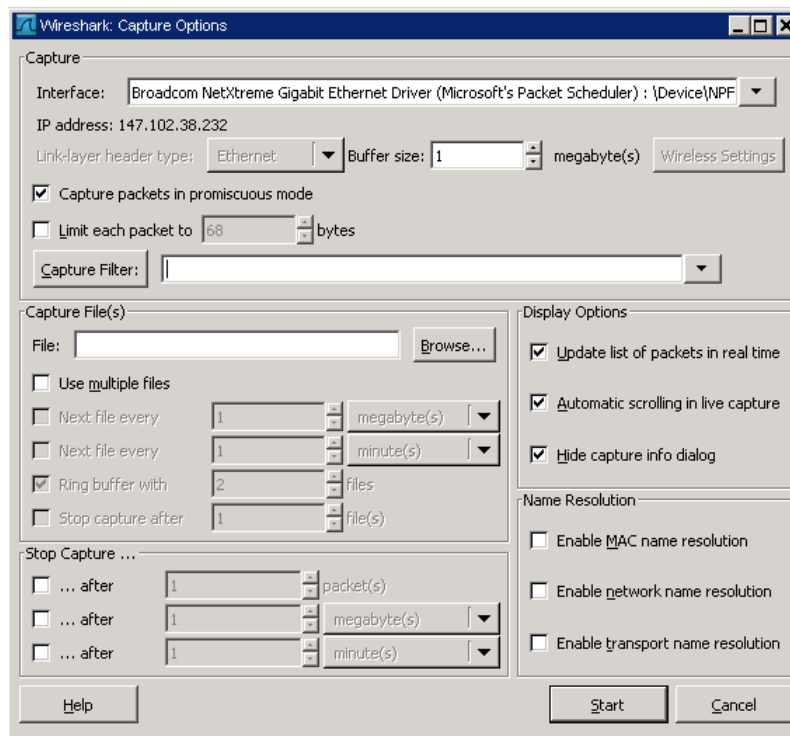 Wireshark: Capture Options
Capture
Interface: Broadcom NetXtreme Gigabit Ethernet Driver (Microsoft's Packet Scheduler) : \Device\NPF
IP address: 147.102.38.232
Link-layer header type: Ethernet Buffer size: 1 megabyte(s) Wireless Settings
Capture packets in promiscuous mode
Limit each packet to 68 bytes
Capture Filter:
Capture File(s)
File: Browse...
Use multiple files
Next file every 1 megabyte(s)
Next file every 1 minute(s)
Ring buffer with 2 files
Stop capture after 1 file(s)
Stop Capture ...
... after 1 packet(s)
... after 1 megabyte(s)
... after 1 minute(s)
Display Options
Update list of packets in real time
Automatic scrolling in live capture
Hide capture info dialog
Name Resolution
Enable MAC name resolution
Enable network name resolution
Enable transport name resolution
Help Start Cancel